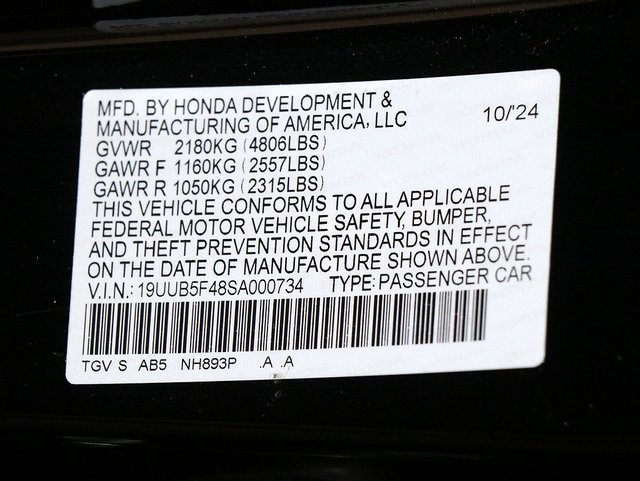 MFD. BY HONDA DEVELOPMENT &
MANUFACTURING OF AMERICA, LLC 10/'24
GVWR 2180KG (4806LBS)
GAWR F 1160KG (2557LBS)
GAWR R 1050KG (2315LBS)
THIS VEHICLE CONFORMS TO ALL APPLICABLE
FEDERAL MOTOR VEHICLE SAFETY, BUMPER,
AND THEFT PREVENTION STANDARDS IN EFFECT
ON THE DATE OF MANUFACTURE SHOWN ABOVE.
V.I.N.: 19UUB5F48SA000734 TYPE: PASSENGER CAR
TGV S AB5 NH893P .A .A